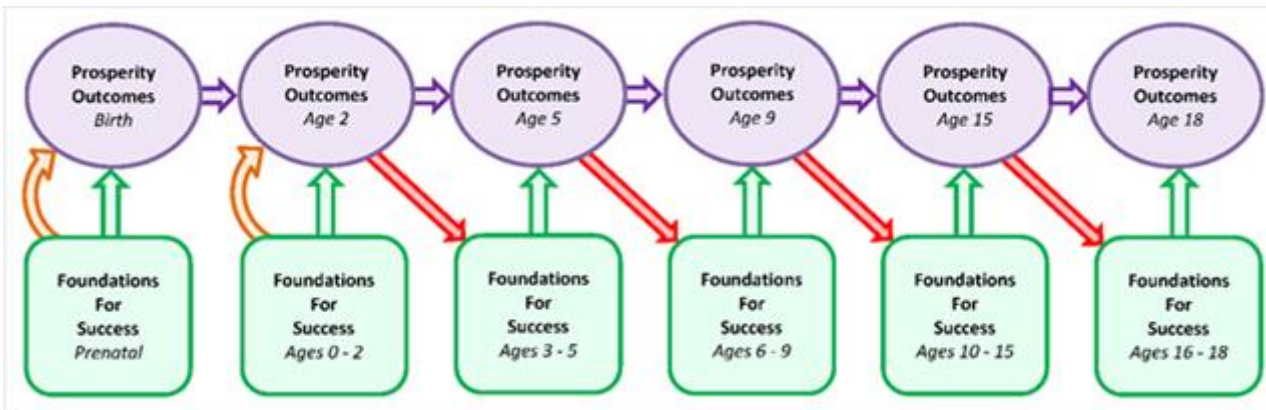 Prosperity
Outcomes
Birth
Prosperity
Outcomes
Age 2
Prosperity
Outcomes
Age 5
Prosperity
Outcomes
Age 9
Prosperity
Outcomes
Age 15
Prosperity
Outcomes
Age 18
Foundations
For
Success
Prenatal
Foundations
For
Success
Ages 0 - 2
Foundations
For
Success
Ages 3 - 5
Foundations
For
Success
Ages 6 - 9
Foundations
For
Success
Ages 10 - 15
Foundations
For
Success
Ages 16 - 18